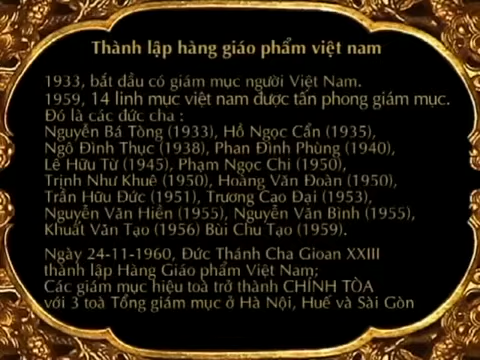 Thành lập hàng giáo phẩm việt nam
1933, bắt dầu có giám mục người Việt Nam.
1959, 14 linh mục việt nam được tấn phong giám mục.
Đó là các đức cha :
Nguyễn Bá Tòng (1933), Hồ Ngọc Cẩn (1935),
Ngô Đình Thục (1938), Phan Đình Phùng (1940),
Lê Hữu Từ (1945), Phạm Ngọc Chi (1950),
Trịnh Như Khuê (1950), Hoàng Văn Đoàn (1950),
Trần Hữu Đức (1951), Trương Cao Đại (1953),
Nguyễn Văn Hiền (1955), Nguyễn Văn Bình (1955),
Khuất Văn Tạo (1956) Bùi Chu Tạo (1959).
Ngày 24-11-1960, Đức Thánh Cha Gioan XXIII
thành lập Hàng Giáo phẩm Việt Nam;
Các giám mục hiệu toà trở thành CHÍNH TÒA
với 3 toà Tổng giám mục ở Hà Nội, Huế và Sài Gòn